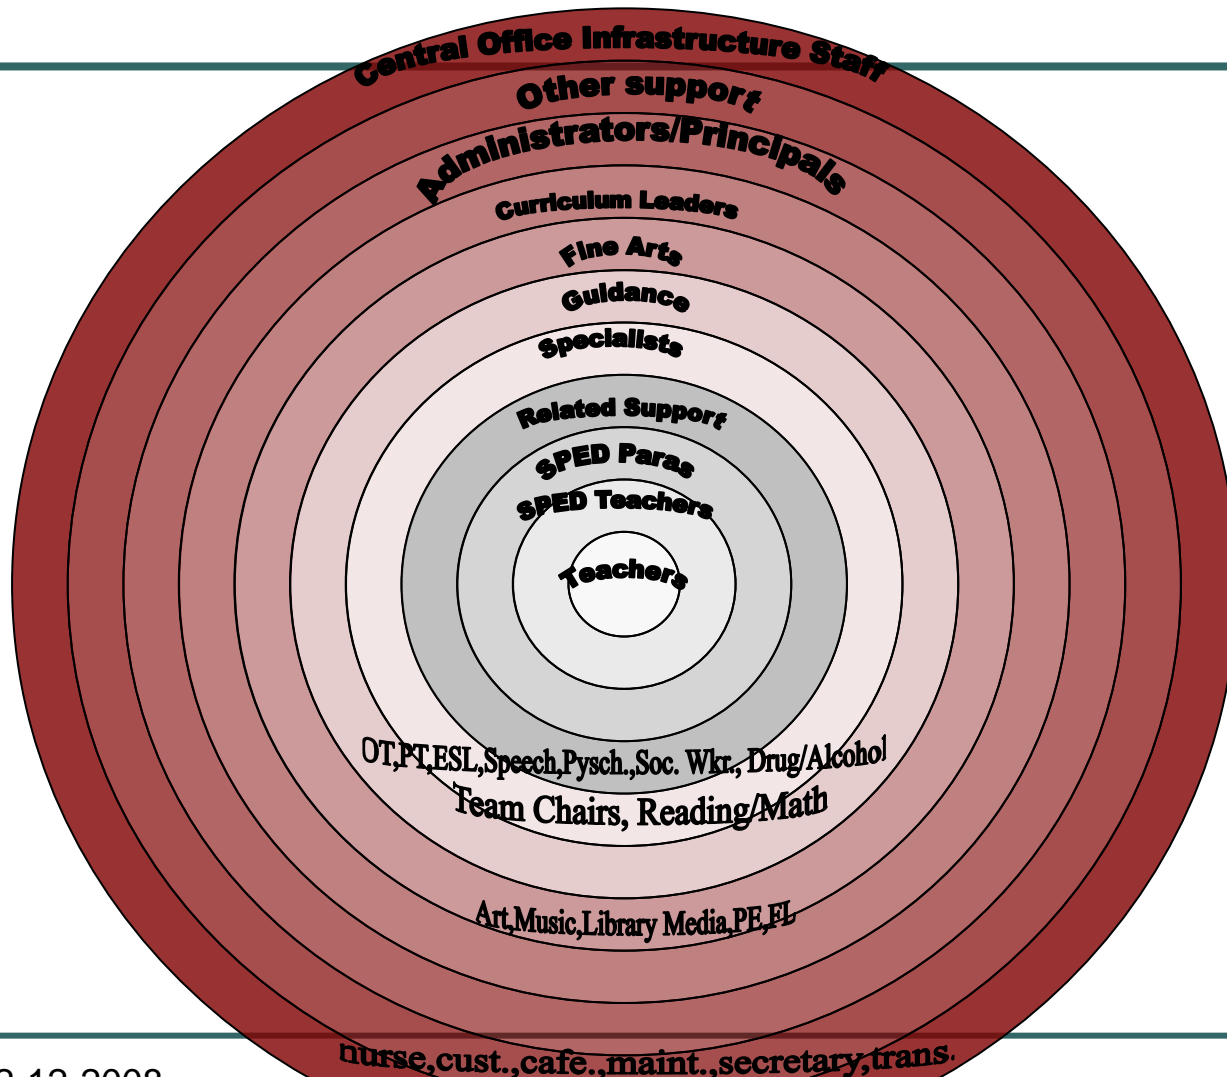 Central Office Infrastructure Staff
Other support
Administrators/Principals
Curriculum Leaders
Fine Arts
Guidance
Specialists
Related Support
SPED Paras
SPED Teachers
Teachers
OT,PT,ESL,Speech,Pysch.,Soc. Wkr., Drug/Alcohol
Team Chairs, Reading/Math
Art,Music,Library Media,PE,FL
nurse,cust.,cafe.,maint.,secretary,trans.